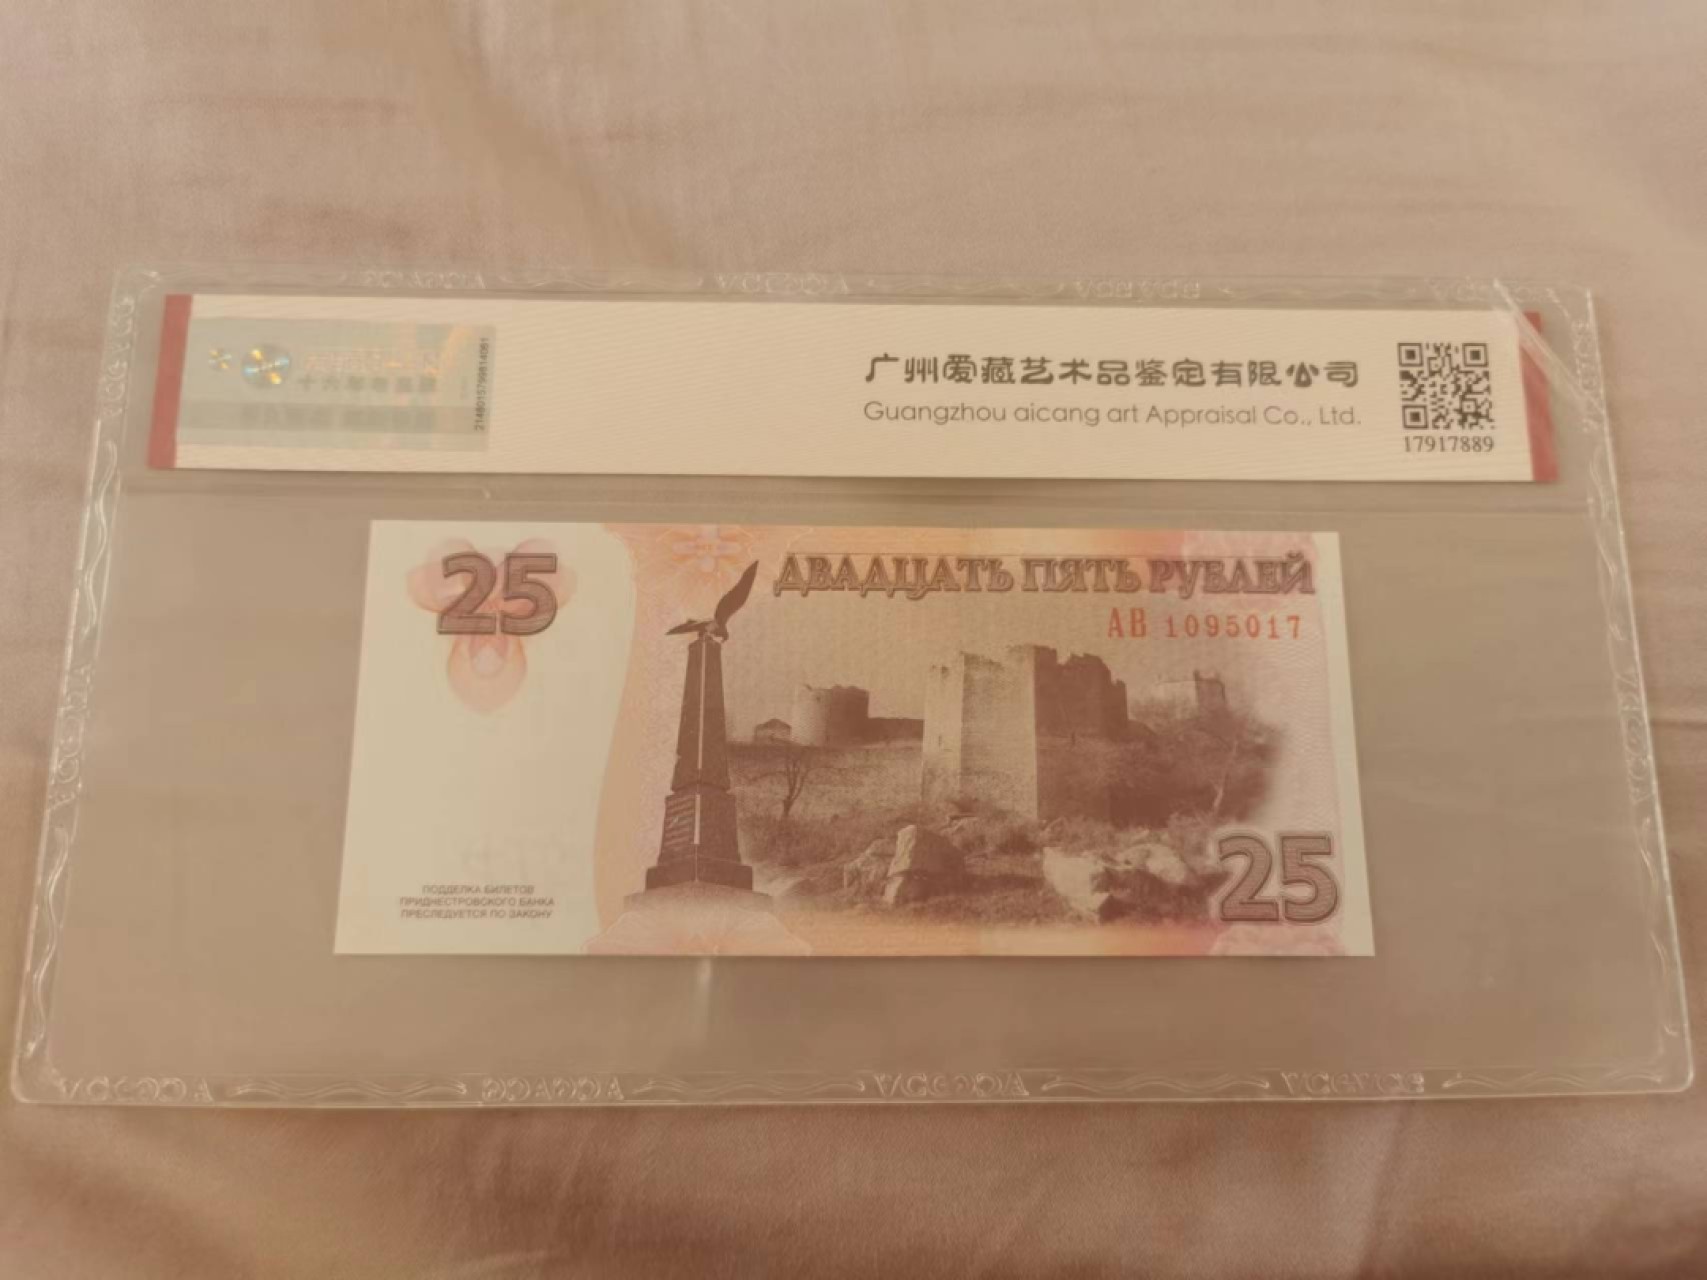 广州爱藏艺术品鉴定有限公司
Guangzhou aicang art Appraisal Co., Ltd.
17917889
25
ДВАДЦАТЬ ПЯТЬ РУБЛЕЙ
АВ 1095017
25
ПОДДЕЛКА БИЛЕТОВ
ПРИДНЕСТРОВСКОГО БАНКА
ПРЕСЛЕДУЕТСЯ ПО ЗАКОНУ